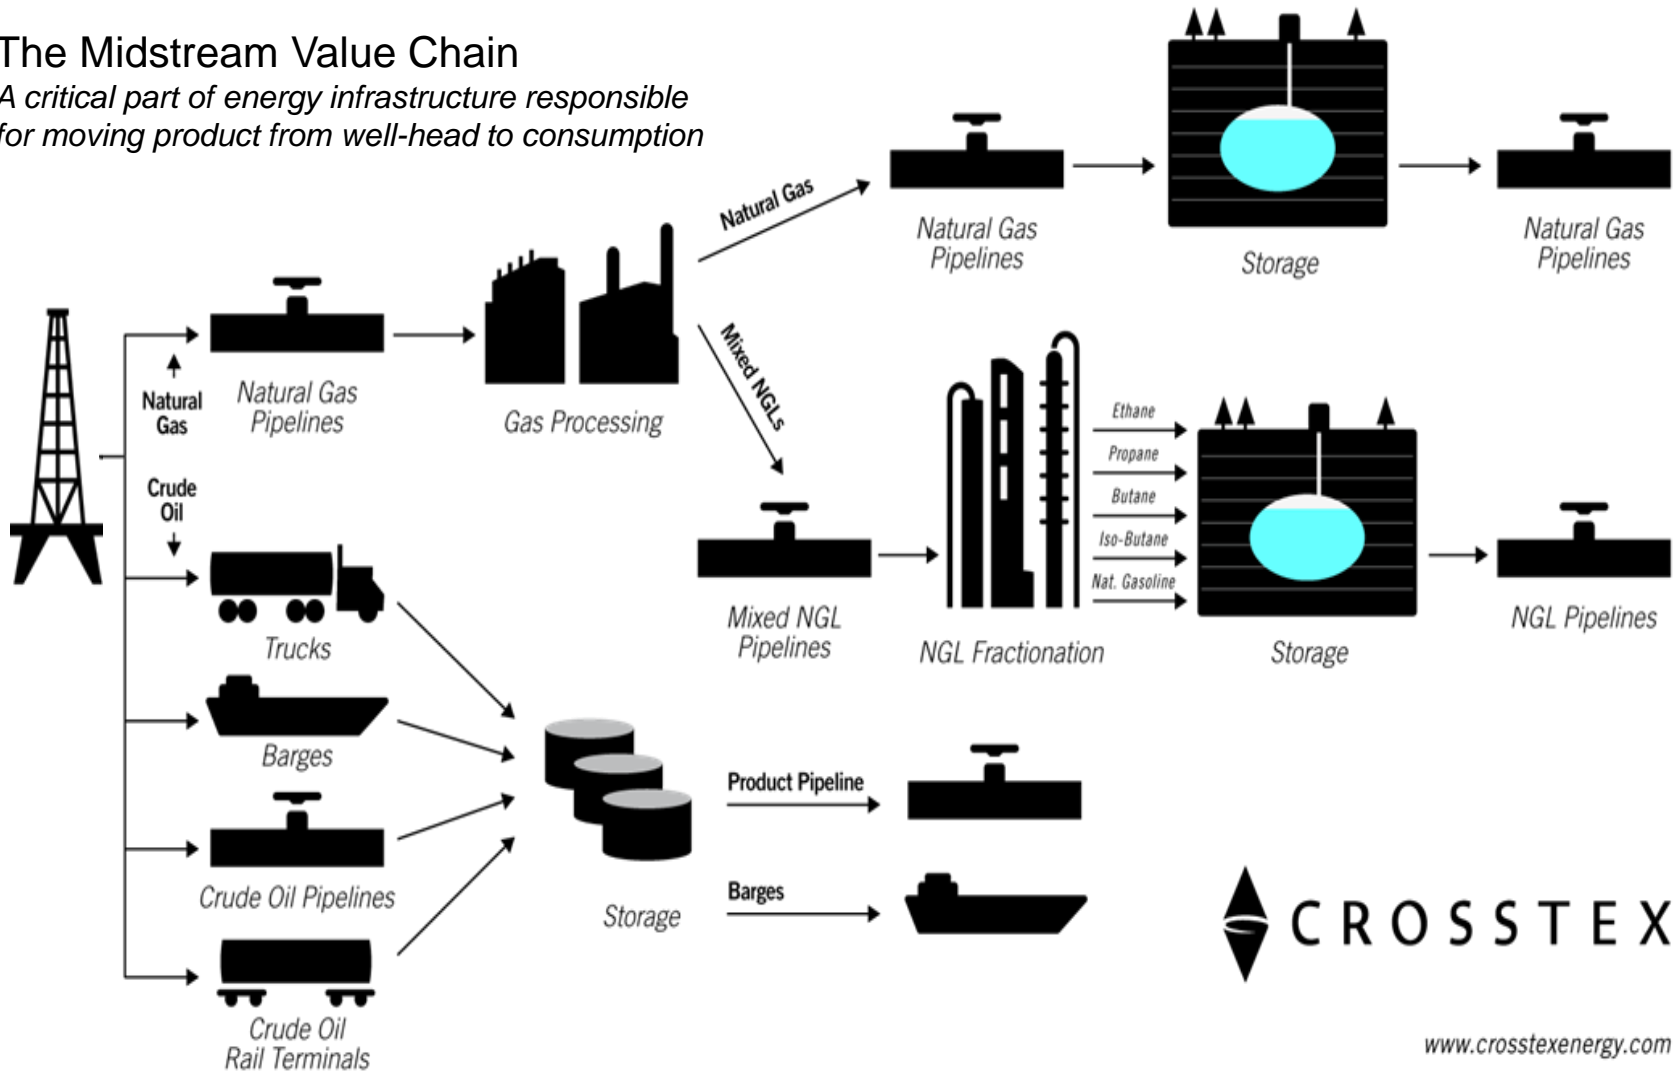 The Midstream Value Chain
A critical part of energy infrastructure responsible
for moving product from well-head to consumption
Natural Gas
Natural Gas
Pipelines
Storage
Natural Gas
Pipelines
Natural
Gas
Natural Gas
Pipelines
Gas Processing
Mixed NGLs
Mixed NGL
Pipelines
NGL Fractionation
Ethane
Propane
Butane
Iso-Butane
Nat. Gasoline
Storage
NGL Pipelines
Crude
Oil
Trucks
Barges
Crude Oil Pipelines
Crude Oil
Rail Terminals
Storage
Product Pipeline
Barges
CROSSTEX
www.crosstexenergy.com